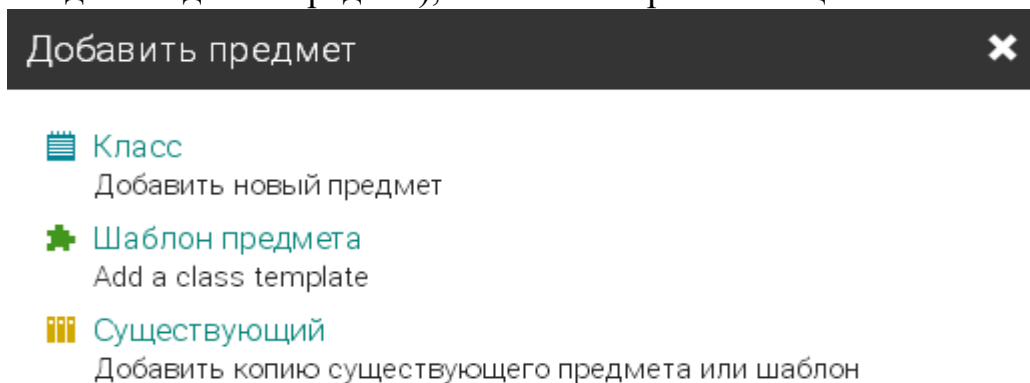 Добавить предмет
Класс
Добавить новый предмет
Шаблон предмета
Add a class template
Существующий
Добавить копию существующего предмета или шаблон